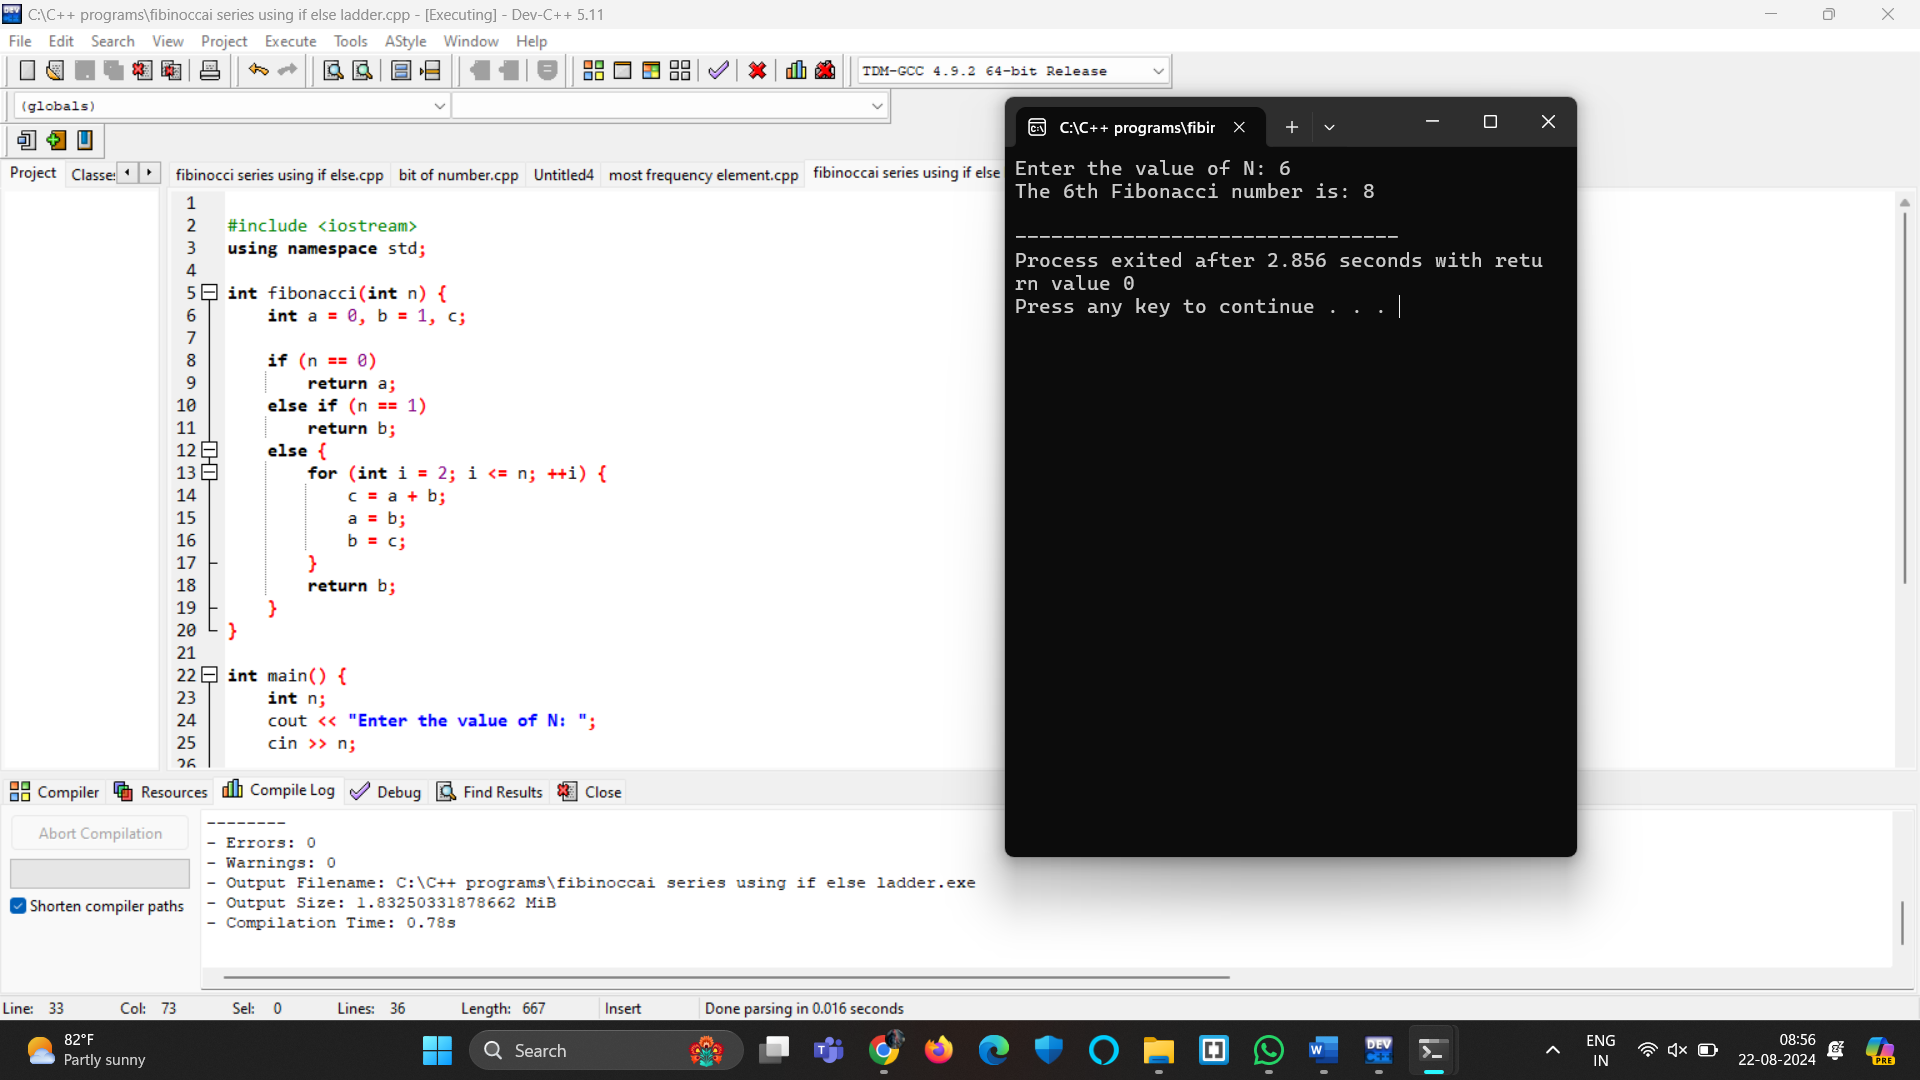 C:\C++ programs\fibinoccai series using if else ladder.cpp - [Executing] - Dev-C++ 5.11
File Edit Search View Project Execute Tools AStyle Window Help
TDM-GCC 4.9.2 64-bit Release
(globals)
Project Classes
fibinocci series using if else.cpp bit of number.cpp Untitled4 most frequency element.cpp fibinoccai series using if else
1
2 #include <iostream>
3 using namespace std;
4
5 int fibonacci(int n) {
6 int a = 0, b = 1, c;
7
8 if (n == 0)
9 return a;
10 else if (n == 1)
11 return b;
12 else {
13 for (int i = 2; i <= n; ++i) {
14 c = a + b;
15 a = b;
16 b = c;
17 }
18 return b;
19 }
20 }
21
22 int main() {
23 int n;
24 cout << "Enter the value of N: ";
25 cin >> n;
26
C:\C++ programs\fibir
Enter the value of N: 6
The 6th Fibonacci number is: 8
--------------------------------
Process exited after 2.856 seconds with retu
rn value 0
Press any key to continue . . .
Compiler Resources Compile Log Debug Find Results Close
Abort Compilation
Shorten compiler paths
--------
- Errors: 0
- Warnings: 0
- Output Filename: C:\C++ programs\fibinoccai series using if else ladder.exe
- Output Size: 1.83250331878662 MiB
- Compilation Time: 0.78s
Line: 33 Col: 73 Sel: 0 Lines: 36 Length: 667 Insert Done parsing in 0.016 seconds
82°F
Partly sunny
Search
DEV
PRE
ENG
IN
08:56
22-08-2024